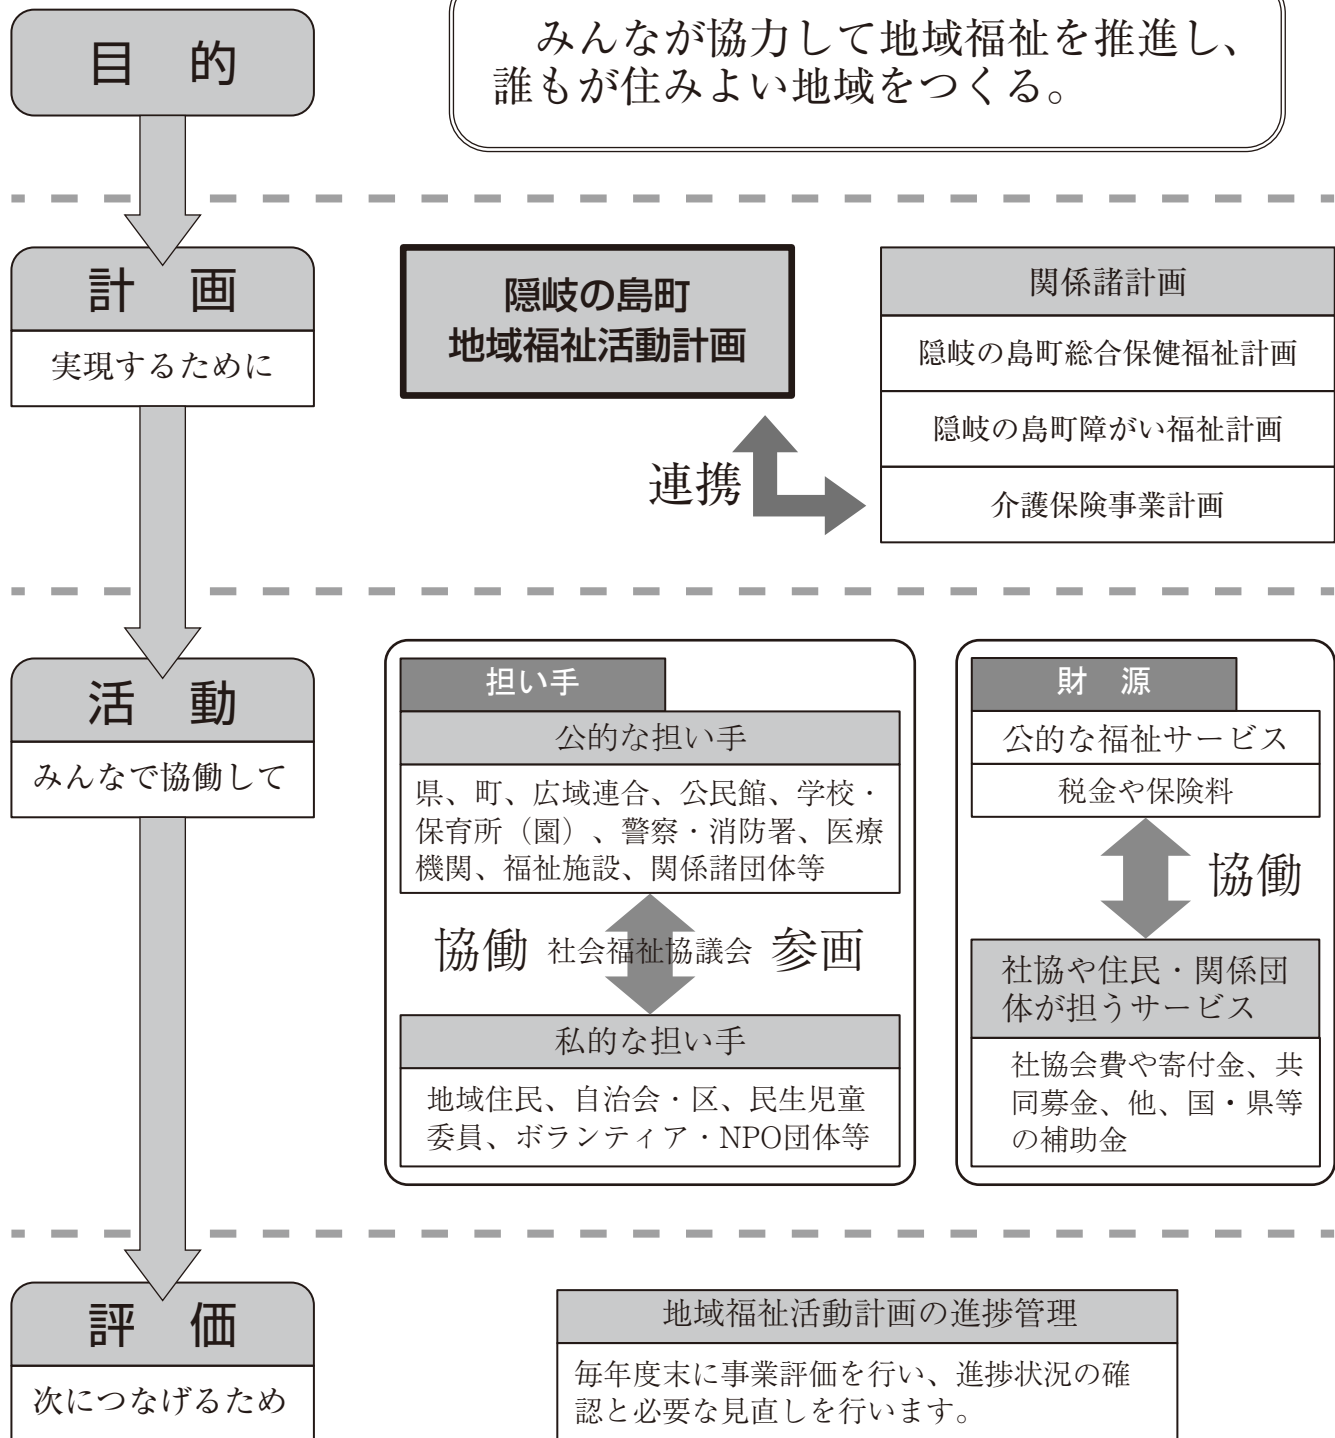 目　的
みんなが協力して地域福祉を推進し、
誰もが住みよい地域をつくる。
計　画
実現するために
隠岐の島町
地域福祉活動計画
連携
関係諸計画
隠岐の島町総合保健福祉計画
隠岐の島町障がい福祉計画
介護保険事業計画
活　動
みんなで協働して
担い手
公的な担い手
県、町、広域連合、公民館、学校・
保育所（園）、警察・消防署、医療
機関、福祉施設、関係諸団体等
協働 社会福祉協議会 参画
私的な担い手
地域住民、自治会・区、民生児童
委員、ボランティア・NPO団体等
財　源
公的な福祉サービス
税金や保険料
協働
社協や住民・関係団
体が担うサービス
社協会費や寄付金、共
同募金、他、国・県等
の補助金
評　価
次につなげるため
地域福祉活動計画の進捗管理
毎年度末に事業評価を行い、進捗状況の確
認と必要な見直しを行います。